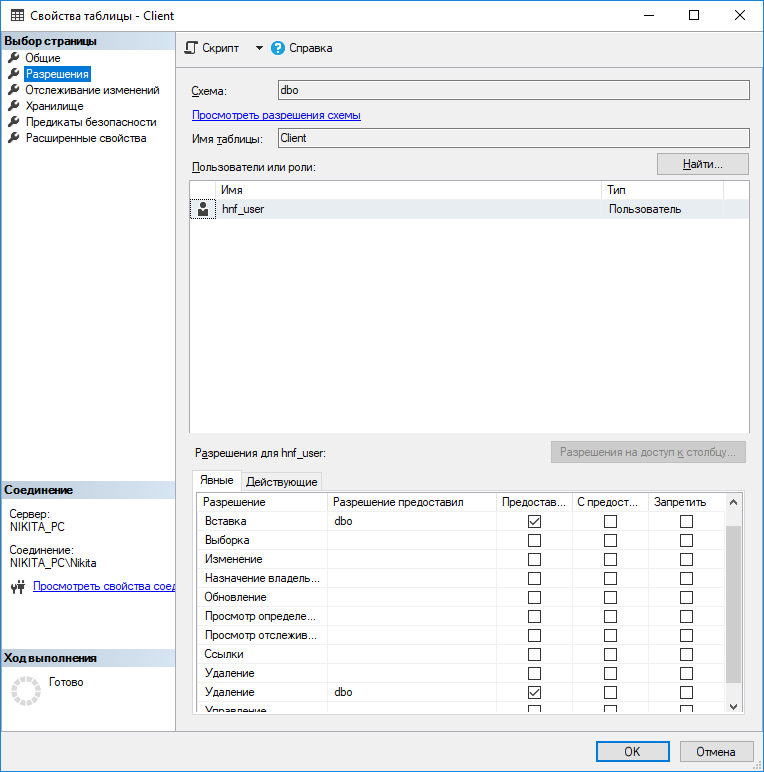 Свойства таблицы - Client
Выбор страницы
Общие
Разрешения
Отслеживание изменений
Хранилище
Предикаты безопасности
Расширенные свойства
Соединение
Сервер:
NIKITA_PC
Соединение:
NIKITA_PC\Nikita
Просмотреть свойства соед
Ход выполнения
Готово
Скрипт Справка
Схема: dbo
Просмотреть разрешения схемы
Имя таблицы: Client
Пользователи или роли: Найти...
Имя Тип
hnf_user Пользователь
Разрешения для hnf_user: Разрешения на доступ к столбцу...
Явные Действующие
Разрешение Разрешение предоставил Предостав... С предост... Запретить
Вставка dbo
Выборка
Изменение
Назначение владель...
Обновление
Просмотр определе...
Просмотр отслежив...
Ссылки
Удаление
Удаление dbo
Управление
OK Отмена